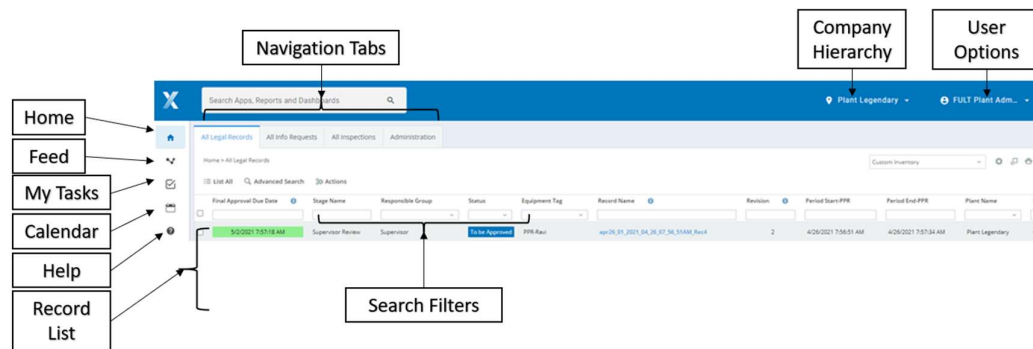 Navigation Tabs
Company
Hierarchy
User
Options
Home
Feed
My Tasks
Calendar
Help
Record
List
Search Filters
X
Search Apps, Reports and Dashboards
Plant Legendary
FULT Plant Adm...
All Legal Records
All Info Requests
All Inspections
Administration
Home > All Legal Records
Custom Inventory
List All
Advanced Search
Actions
Final Approval Due Date
Stage Name
Responsible Group
Status
Equipment Tag
Record Name
Revision
Period Start-PPR
Period End-PPR
Plant Name
5/2/2021 7:57:18 AM
Supervisor Review
Supervisor
To be Approved
PPR-Ravi
apr26_01_2021_04_26_07_56_51AM_Rec4
2
4/26/2021 7:56:51 AM
4/26/2021 7:57:34 AM
Plant Legendary